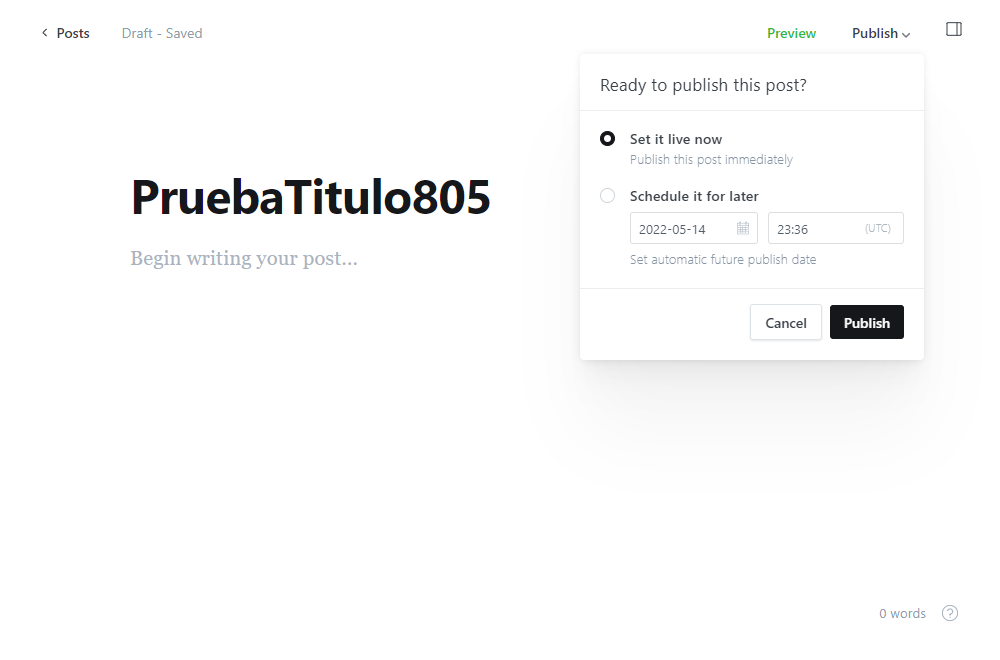 Posts
Draft - Saved
Preview
Publish
Ready to publish this post?
Set it live now
Publish this post immediately
Schedule it for later
2022-05-14
23:36
(UTC)
Set automatic future publish date
Cancel
Publish
PruebaTitulo805
Begin writing your post...
0 words
?